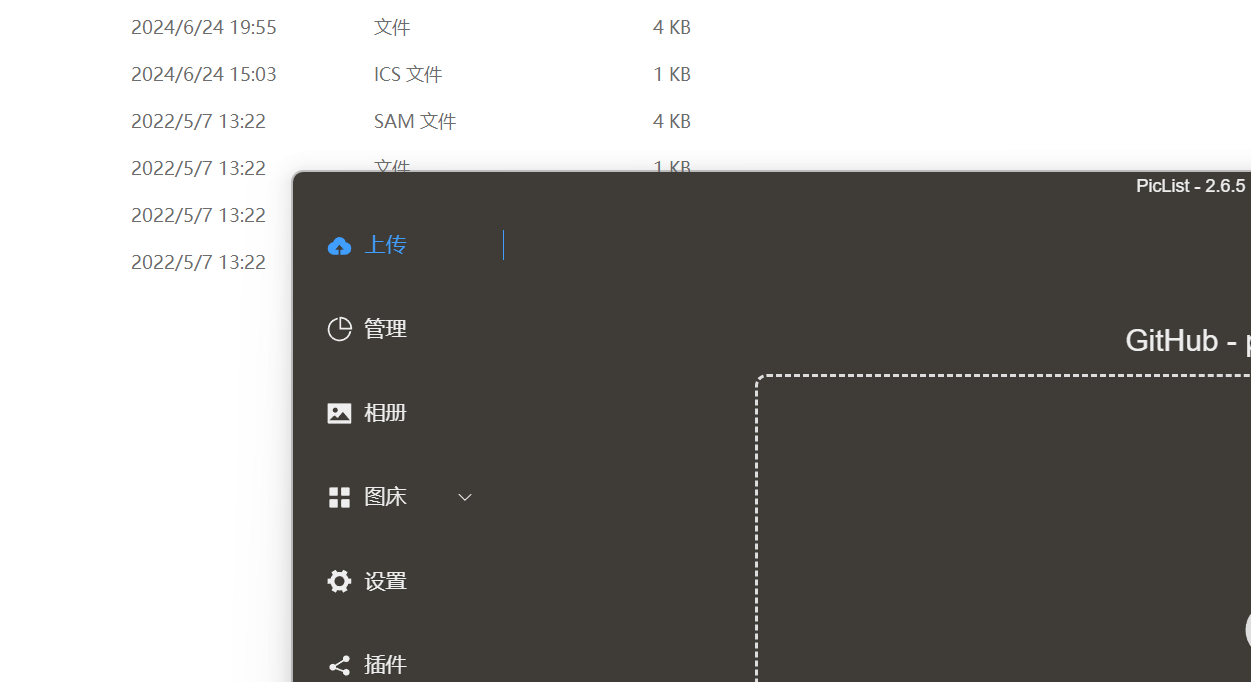 2024/6/24 19:55 文件 4 KB
2024/6/24 15:03 ICS 文件 1 KB
2022/5/7 13:22 SAM 文件 4 KB
2022/5/7 13:22 文件 1 KB
PicList - 2.6.5
2022/5/7 13:22
上传
2022/5/7 13:22
管理
GitHub - p
相册
图床
设置
插件